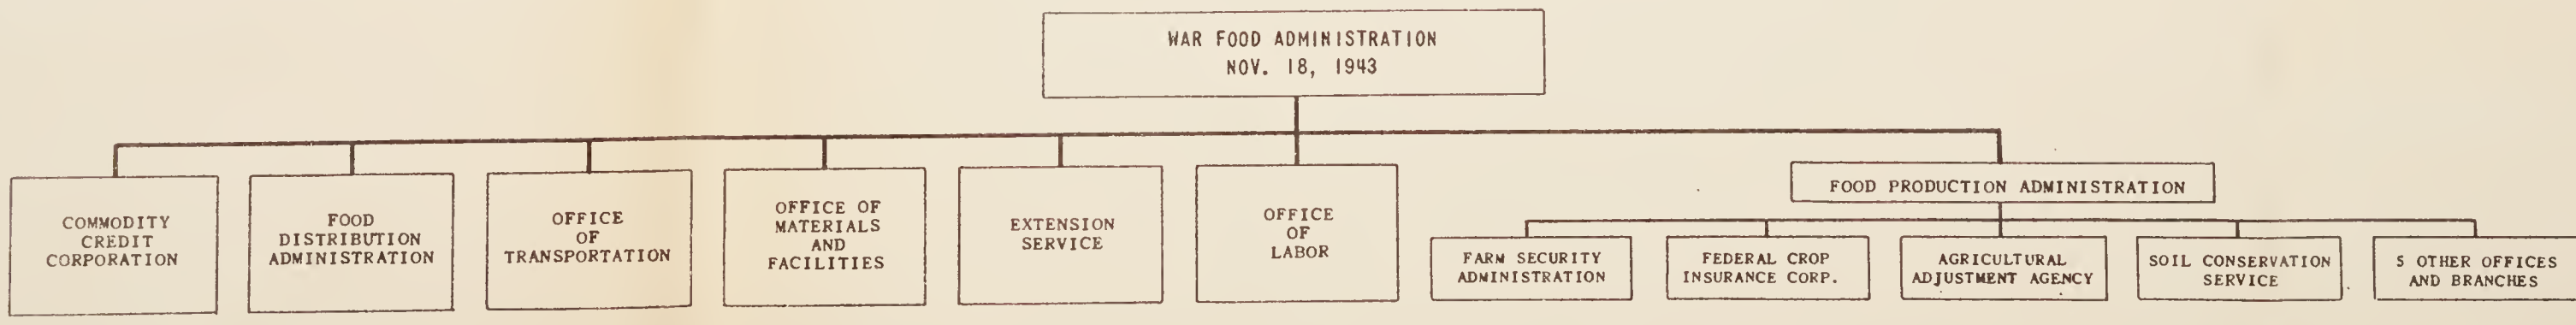 WAR FOOD ADMINISTRATION
NOV. 18, 1943
COMMODITY
CREDIT
CORPORATION
FOOD
DISTRIBUTION
ADMINISTRATION
OFFICE
OF
TRANSPORTATION
OFFICE OF
MATERIALS
AND
FACILITIES
EXTENSION
SERVICE
OFFICE
OF
LABOR
FOOD PRODUCTION ADMINISTRATION
FARM SECURITY
ADMINISTRATION
FEDERAL CROP
INSURANCE CORP.
AGRICULTURAL
ADJUSTMENT AGENCY
SOIL CONSERVATION
SERVICE
5 OTHER OFFICES
AND BRANCHES